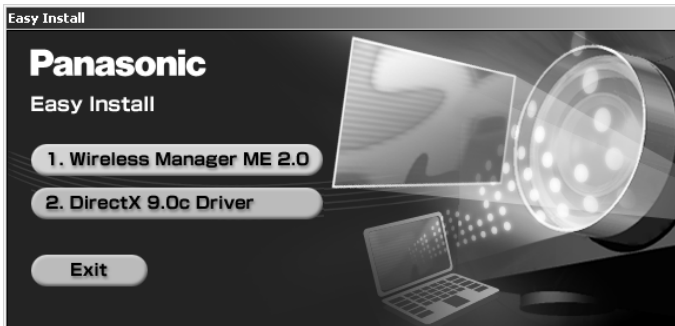 Easy Install
Panasonic
Easy Install
1. Wireless Manager ME 2.0
2. DirectX 9.0c Driver
Exit